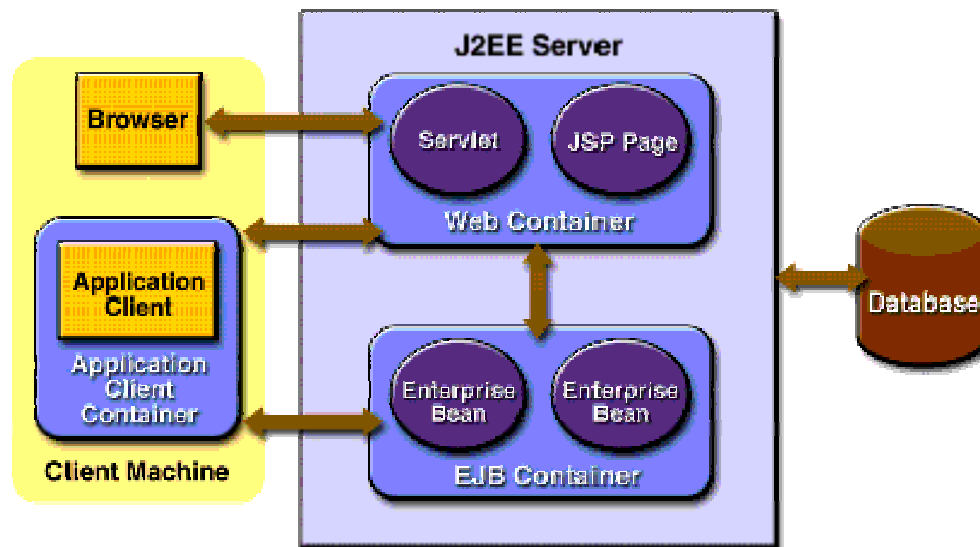 J2EE Server
Browser
Servlet
JSP Page
Web Container
Application
Client
Application
Client
Container
Client Machine
Enterprise
Bean
Enterprise
Bean
EJB Container
Database